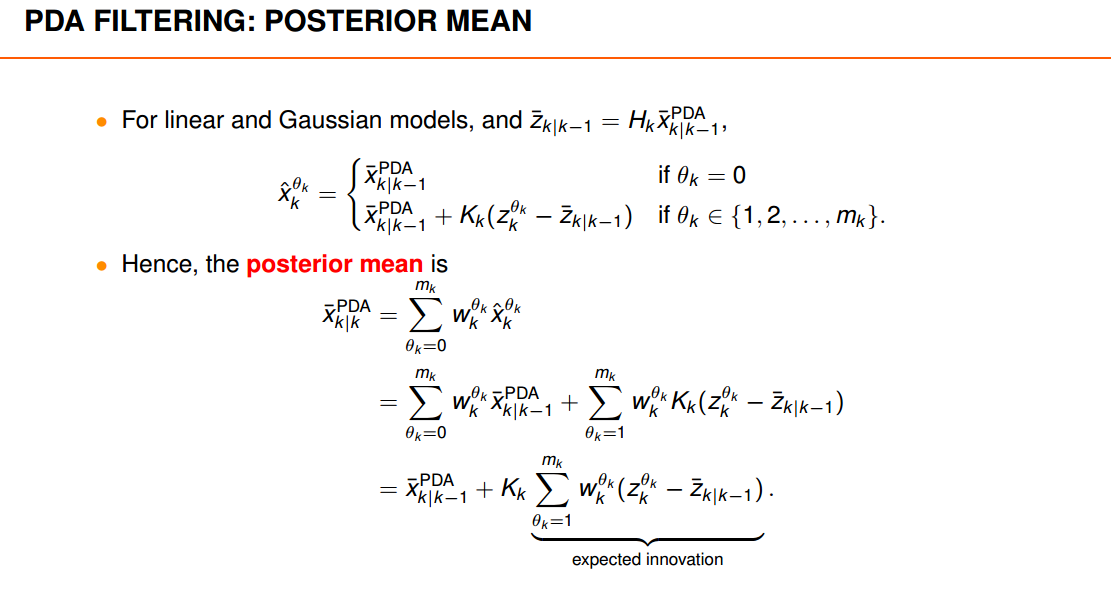 PDA FILTERING: POSTERIOR MEAN
• For linear and Gaussian models, and $\bar{z}_{k|k-1} = H_k \bar{x}_{k|k-1}^{\text{PDA}}$,
$\hat{x}_k^{\theta_k} = \begin{cases} \bar{x}_{k|k-1}^{\text{PDA}} & \text{if } \theta_k = 0 \\ \bar{x}_{k|k-1}^{\text{PDA}} + K_k(z_k^{\theta_k} - \bar{z}_{k|k-1}) & \text{if } \theta_k \in \{1, 2, \ldots, m_k\}. \end{cases}$
• Hence, the posterior mean is
$\bar{x}_{k|k}^{\text{PDA}} = \sum_{\theta_k=0}^{m_k} w_k^{\theta_k} \hat{x}_k^{\theta_k}$
$= \sum_{\theta_k=0}^{m_k} w_k^{\theta_k} \bar{x}_{k|k-1}^{\text{PDA}} + \sum_{\theta_k=1}^{m_k} w_k^{\theta_k} K_k(z_k^{\theta_k} - \bar{z}_{k|k-1})$
$= \bar{x}_{k|k-1}^{\text{PDA}} + K_k \underbrace{\sum_{\theta_k=1}^{m_k} w_k^{\theta_k}(z_k^{\theta_k} - \bar{z}_{k|k-1})}_{\text{expected innovation}}.$